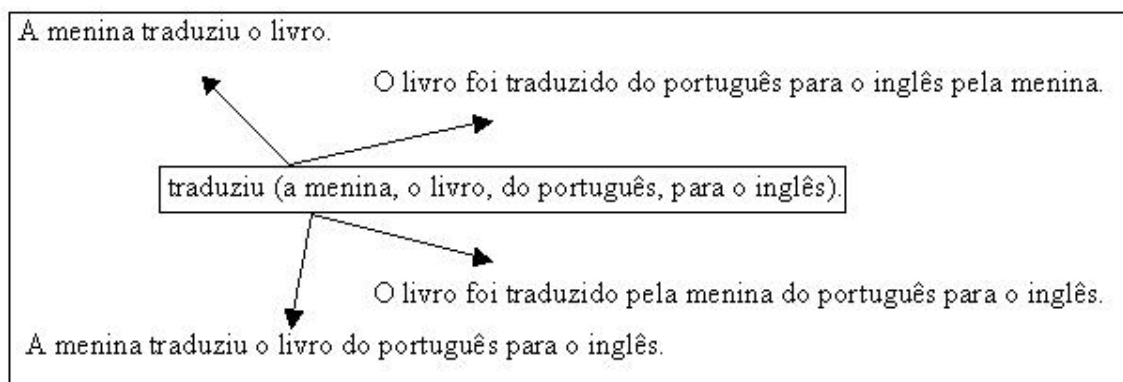 A menina traduziu o livro.
O livro foi traduzido do português para o inglês pela menina.
traduziu (a menina, o livro, do português, para o inglês).
O livro foi traduzido pela menina do português para o inglês.
A menina traduziu o livro do português para o inglês.